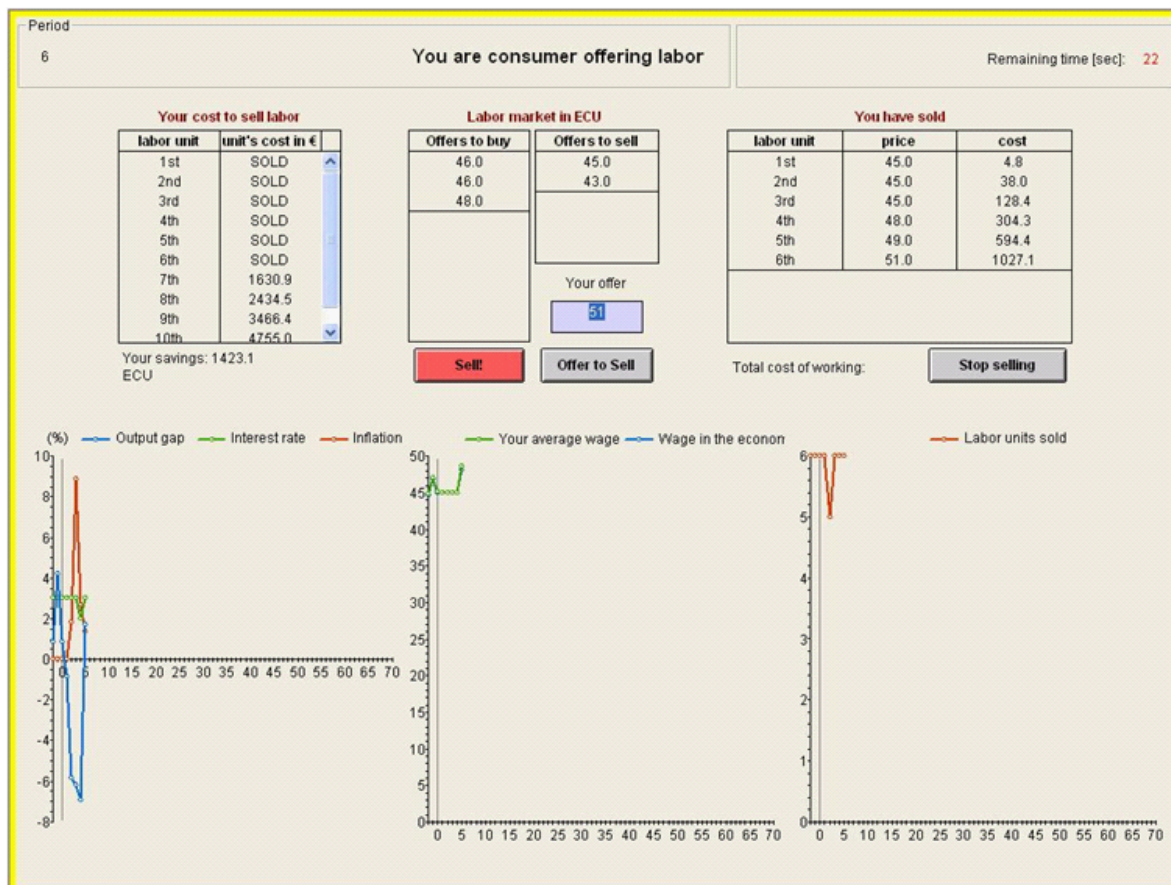 Period
6
You are consumer offering labor
Remaining time [sec]: 22
Your cost to sell labor
labor unit unit's cost in €
1st SOLD
2nd SOLD
3rd SOLD
4th SOLD
5th SOLD
6th SOLD
7th 1630.9
8th 2434.5
9th 3466.4
10th 4755.0
Your savings: 1423.1
ECU
Labor market in ECU
Offers to buy Offers to sell
46.0 45.0
46.0 43.0
48.0
Your offer
51
Sell! Offer to Sell
You have sold
labor unit price cost
1st 45.0 4.8
2nd 45.0 38.0
3rd 45.0 128.4
4th 48.0 304.3
5th 49.0 594.4
6th 51.0 1027.1
Total cost of working: Stop selling
(%) Output gap Interest rate Inflation
10
8
6
4
2
0
-2
-4
-6
-8
0 5 10 15 20 25 30 35 40 45 50 55 60 65 70
Your average wage Wage in the econon
50
45
40
35
30
25
20
15
10
5
0
0 5 10 15 20 25 30 35 40 45 50 55 60 65 70
Labor units sold
6
5
4
3
2
1
0
0 5 10 15 20 25 30 35 40 45 50 55 60 65 70